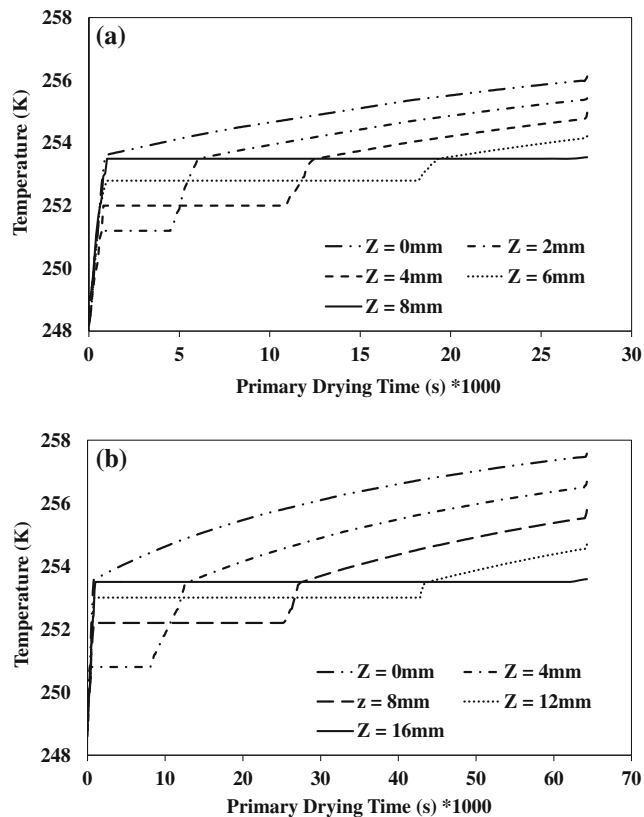 258
(a)
256
254
252
250
248
Temperature (K)
Z = 0mm
Z = 2mm
Z = 4mm
Z = 6mm
Z = 8mm
0 5 10 15 20 25 30
Primary Drying Time (s) *1000
258
(b)
256
254
252
250
248
Temperature (K)
Z = 0mm
Z = 4mm
z = 8mm
Z = 12mm
Z = 16mm
0 10 20 30 40 50 60 70
Primary Drying Time (s) *1000